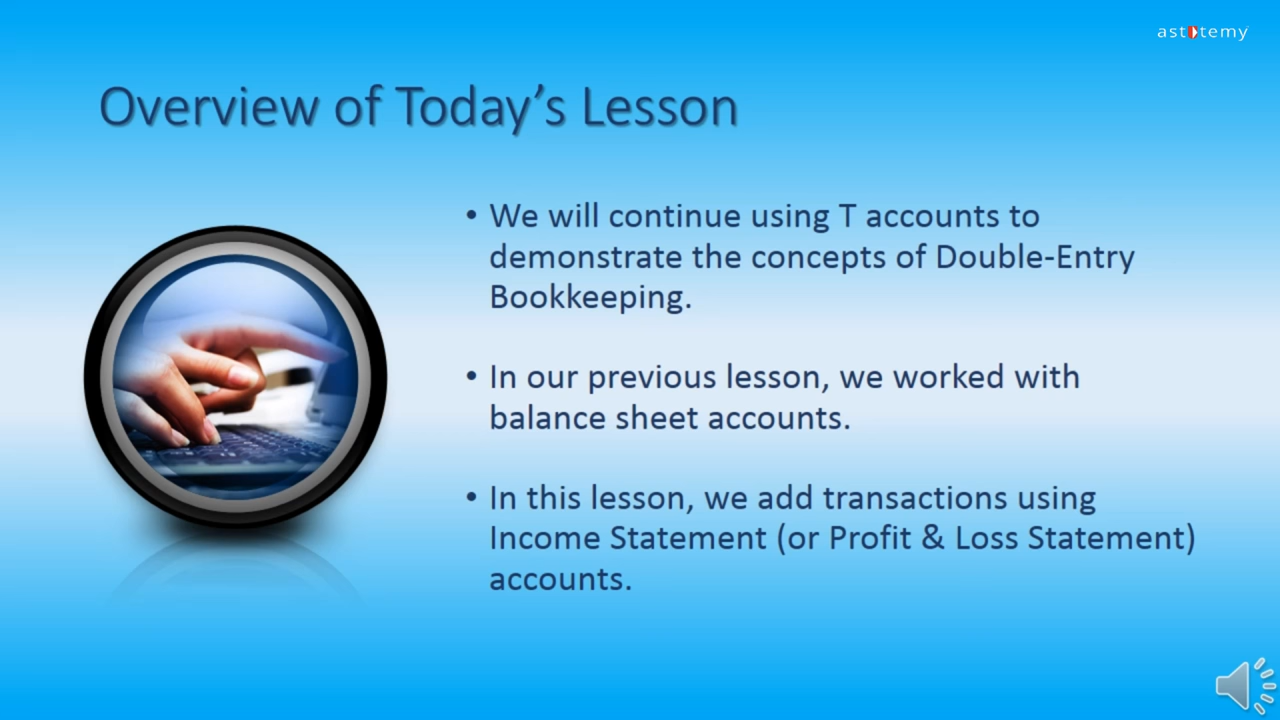 Overview of Today's Lesson
• We will continue using T accounts to
demonstrate the concepts of Double-Entry
Bookkeeping.
• In our previous lesson, we worked with
balance sheet accounts.
• In this lesson, we add transactions using
Income Statement (or Profit & Loss Statement)
accounts.